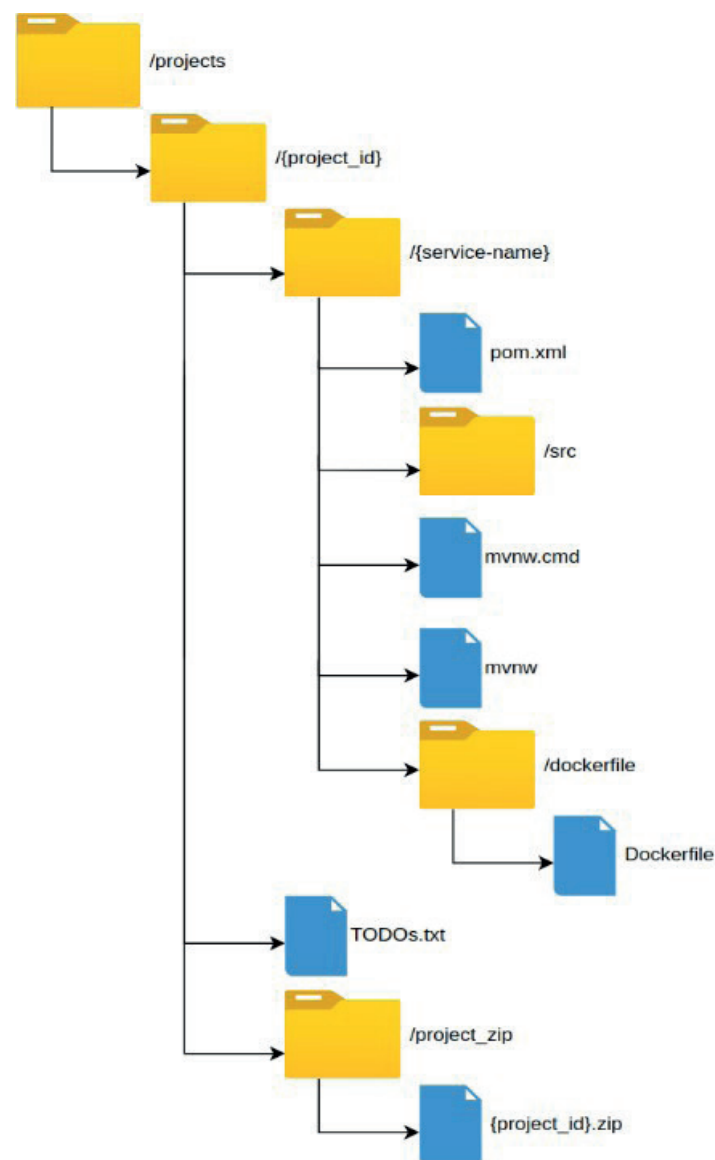 /projects
/{project_id}
/{service-name}
pom.xml
/src
mvnw.cmd
mvnw
/dockerfile
Dockerfile
TODOs.txt
/project_zip
{project_id}.zip